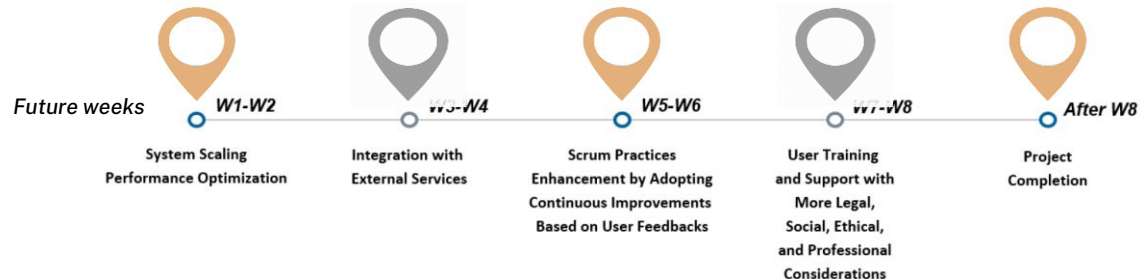 Future weeks
W1-W2
W3-W4
W5-W6
W7-W8
After W8
System Scaling
Performance Optimization
Integration with
External Services
Scrum Practices
Enhancement by Adopting
Continuous Improvements
Based on User Feedbacks
User Training
and Support with
More Legal,
Social, Ethical,
and Professional
Considerations
Project
Completion